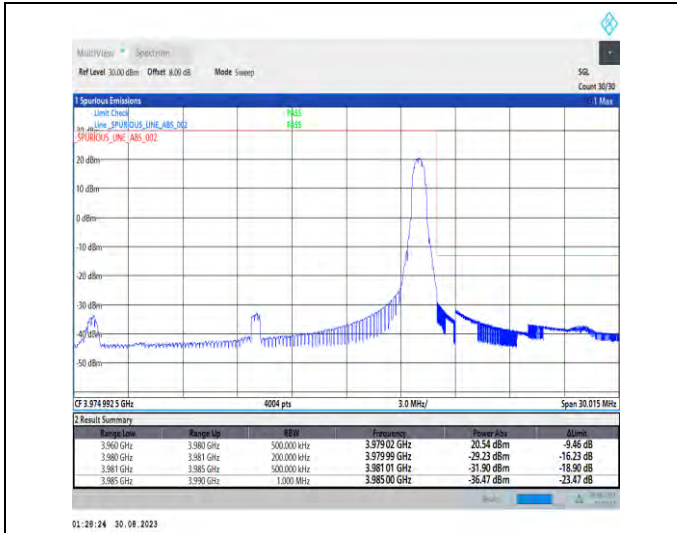 MultiView Spectrum
Ref Level 30.00 dBm Offset 8.00 dB Mode Sweep SGL
Count 30/30
1 Spurious Emissions 1 Max
Limit Check PASS
Line _SPURIOUS_LINE_ABS_002 PASS
_SPURIOUS_LINE_ABS_002
20 dBm
10 dBm
0 dBm
-10 dBm
-20 dBm
-30 dBm
-40 dBm
-50 dBm
CF 3.974 992 5 GHz 4004 pts 3.0 MHz/ Span 30.015 MHz
2 Result Summary
Range Low Range Up RBW Frequency Power Abs ΔLimit
3.960 GHz 3.980 GHz 500.000 kHz 3.979 02 GHz 20.54 dBm -9.46 dB
3.980 GHz 3.981 GHz 200.000 kHz 3.979 99 GHz -29.23 dBm -16.23 dB
3.981 GHz 3.985 GHz 500.000 kHz 3.981 01 GHz -31.90 dBm -18.90 dB
3.985 GHz 3.990 GHz 1.000 MHz 3.985 00 GHz -36.47 dBm -23.47 dB
01:28:24 30.08.2023